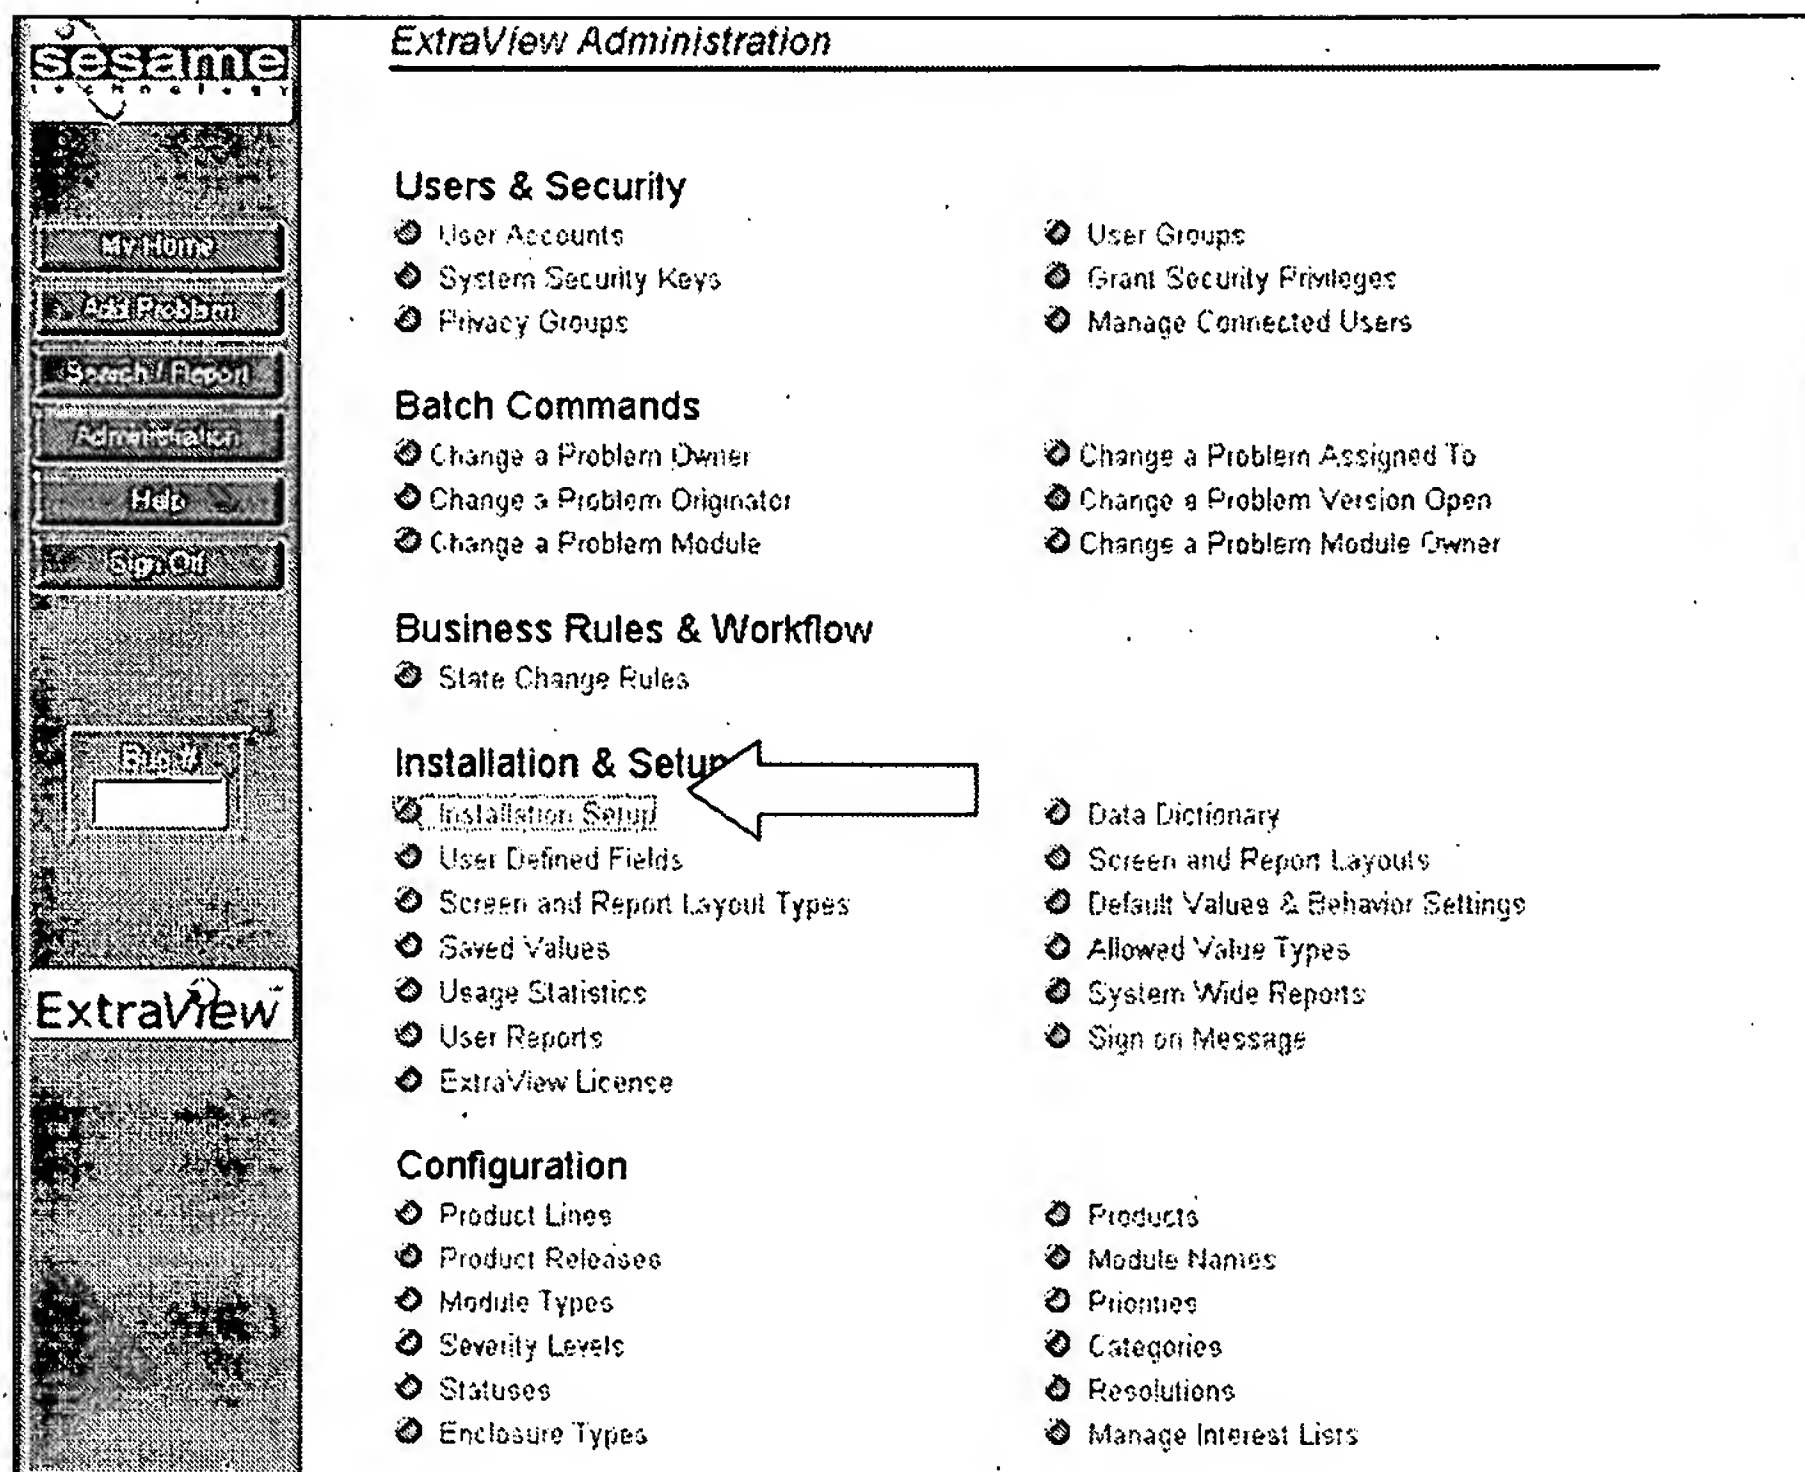 sesame
technology
My Home
Add Problem
Search / Report
Administration
Help
Sign Off
Bug #
ExtraView
ExtraView Administration
Users & Security
User Accounts
User Groups
System Security Keys
Grant Security Privileges
Privacy Groups
Manage Connected Users
Batch Commands
Change a Problem Owner
Change a Problem Assigned To
Change a Problem Originator
Change a Problem Version Open
Change a Problem Module
Change a Problem Module Owner
Business Rules & Workflow
State Change Rules
Installation & Setup
Installation Setup
Data Dictionary
User Defined Fields
Screen and Report Layouts
Screen and Report Layout Types
Default Values & Behavior Settings
Saved Values
Allowed Value Types
Usage Statistics
System Wide Reports
User Reports
Sign on Message
ExtraView License
Configuration
Product Lines
Products
Product Releases
Module Names
Module Types
Priorities
Severity Levels
Categories
Statuses
Resolutions
Enclosure Types
Manage Interest Lists